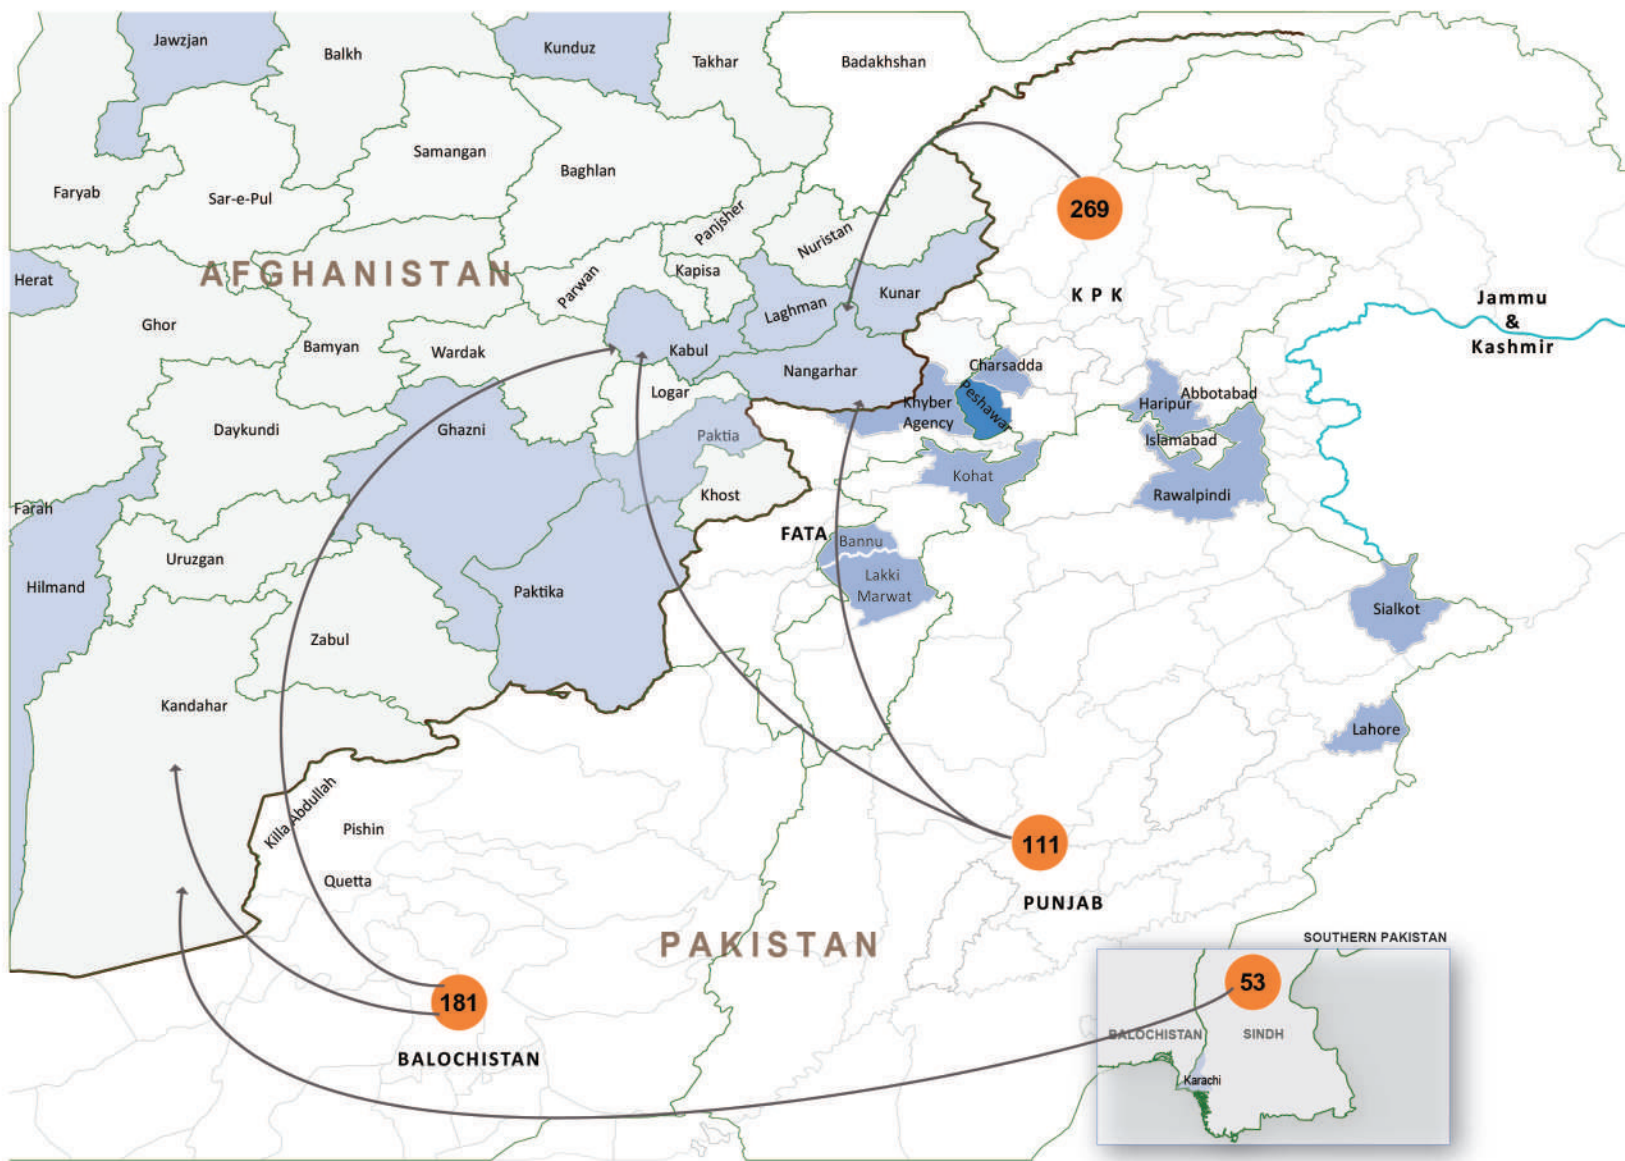 Jawzjan
Balkh
Kunduz
Takhar
Badakhshan
Samangan
Baghlan
Faryab
Sar-e-Pul
Panjsher
Nuristan
269
AFGHANISTAN
Herat
Parwan
Kapisa
Laghman
Kunar
K P K
Jammu
&
Kashmir
Ghor
Bamyan
Wardak
Kabul
Nangarhar
Charsadda
Peshawar
Khyber
Agency
Haripur
Abbotabad
Islamabad
Logar
Daykundi
Ghazni
Paktia
Kohat
Rawalpindi
Khost
Farah
FATA
Bannu
Uruzgan
Hilmand
Paktika
Lakki
Marwat
Sialkot
Zabul
Kandahar
Lahore
Killa Abdullah
Pishin
Quetta
111
PUNJAB
PAKISTAN
SOUTHERN PAKISTAN
53
181
BALOCHISTAN
BALOCHISTAN
SINDH
Karachi